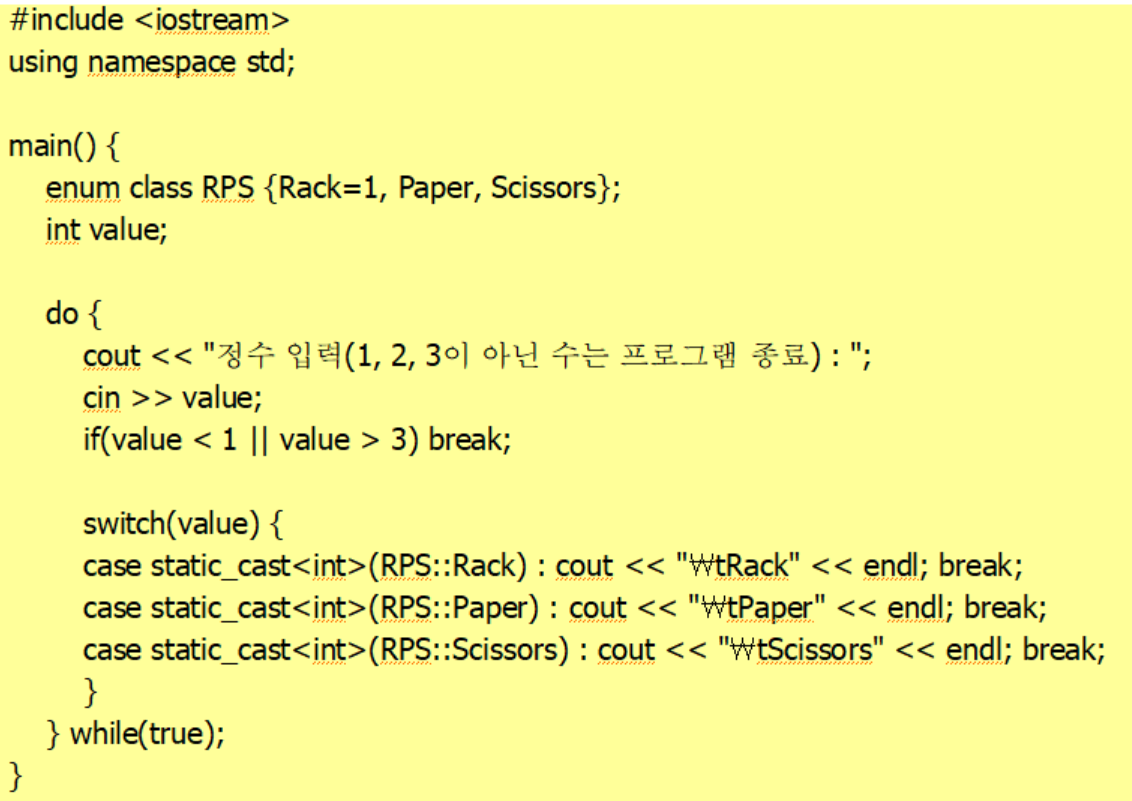 #include <iostream>
using namespace std;
main() {
enum class RPS {Rack=1, Paper, Scissors};
int value;
do {
cout << "정수 입력(1, 2, 3이 아닌 수는 프로그램 종료) : ";
cin >> value;
if(value < 1 || value > 3) break;
switch(value) {
case static_cast<int>(RPS::Rack) : cout << "₩tRack" << endl; break;
case static_cast<int>(RPS::Paper) : cout << "₩tPaper" << endl; break;
case static_cast<int>(RPS::Scissors) : cout << "₩tScissors" << endl; break;
}
} while(true);
}